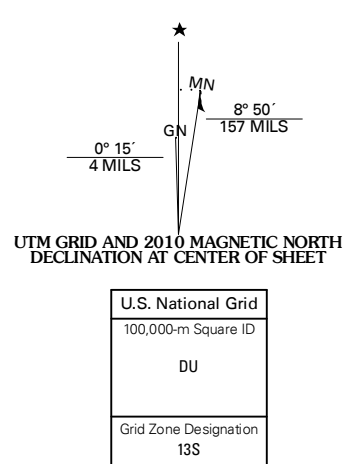 MN
GN
8° 50´
157 MILS
0° 15´
4 MILS
UTM GRID AND 2010 MAGNETIC NORTH
DECLINATION AT CENTER OF SHEET
U.S. National Grid
100,000-m Square ID
DU
Grid Zone Designation
13S